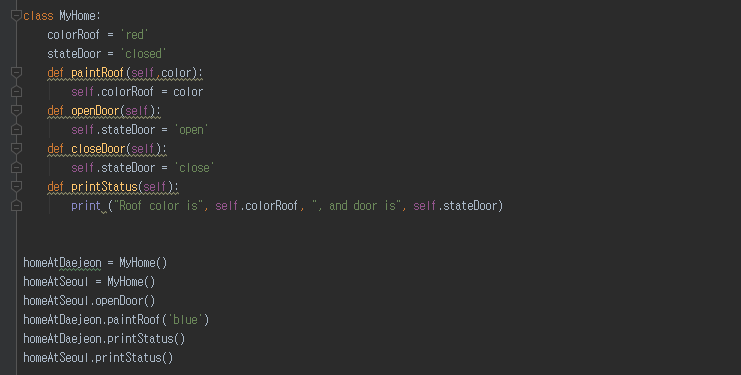 class MyHome:
    colorRoof = 'red'
    stateDoor = 'closed'
    def paintRoof(self,color):
        self.colorRoof = color
    def openDoor(self):
        self.stateDoor = 'open'
    def closeDoor(self):
        self.stateDoor = 'close'
    def printStatus(self):
        print ("Roof color is", self.colorRoof, ", and door is", self.stateDoor)
homeAtDaejeon = MyHome()
homeAtSeoul = MyHome()
homeAtSeoul.openDoor()
homeAtDaejeon.paintRoof('blue')
homeAtDaejeon.printStatus()
homeAtSeoul.printStatus()